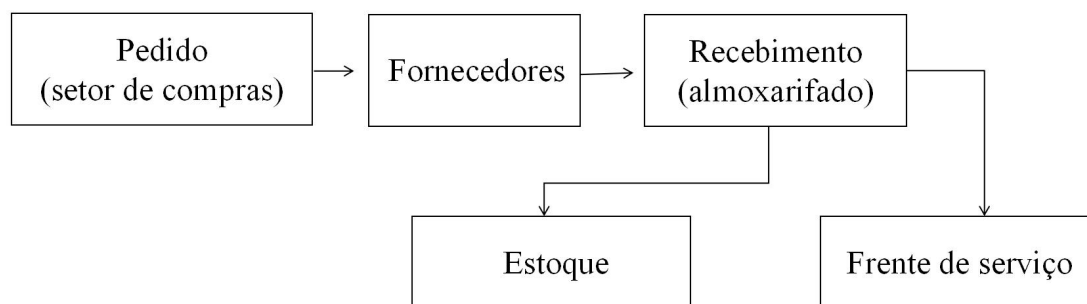 Pedido
(setor de compras)
Fornecedores
Recebimento
(almoxarifado)
Estoque
Frente de serviço